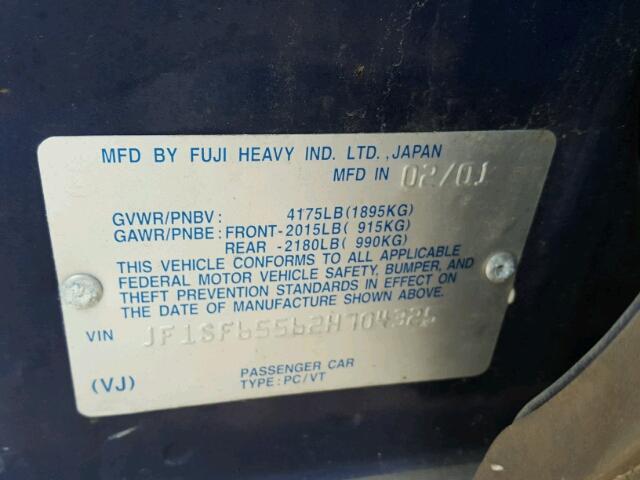 MFD BY FUJI HEAVY IND. LTD., JAPAN
MFD IN 02/01
GVWR/PNBV: 4175LB(1895KG)
GAWR/PNBE: FRONT-2015LB( 915KG)
REAR -2180LB( 990KG)
THIS VEHICLE CONFORMS TO ALL APPLICABLE
FEDERAL MOTOR VEHICLE SAFETY, BUMPER, AND
THEFT PREVENTION STANDARDS IN EFFECT ON
THE DATE OF MANUFACTURE SHOWN ABOVE.
VIN JF1SF65562H704325
PASSENGER CAR
(VJ) TYPE: PC/VT